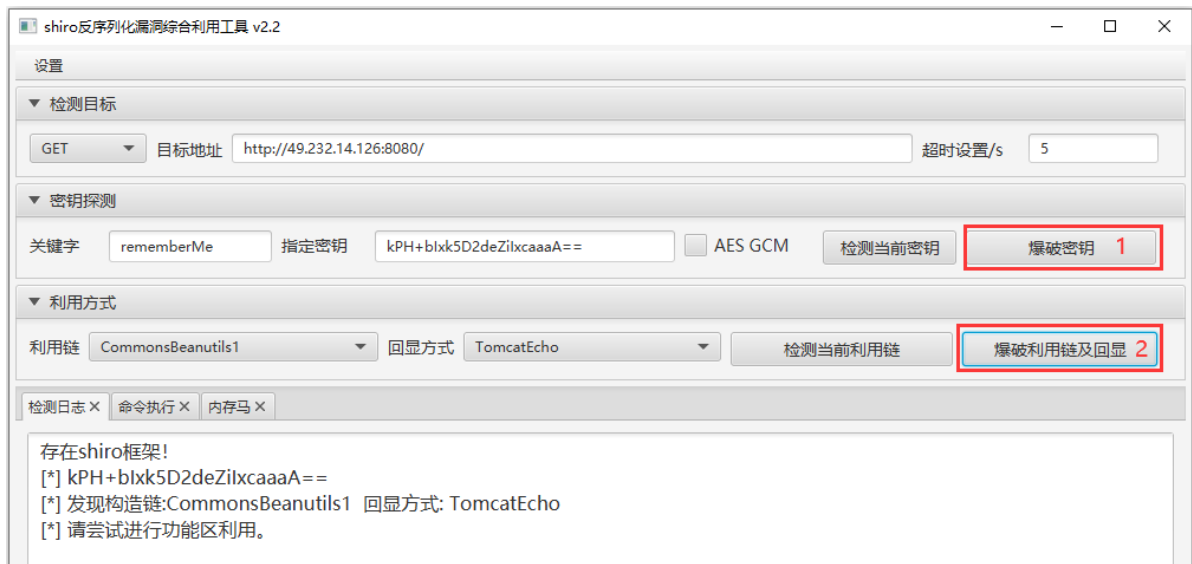 shiro反序列化漏洞综合利用工具 v2.2
设置
检测目标
GET 目标地址 http://49.232.14.126:8080/ 超时设置/s 5
密钥探测
关键字 rememberMe 指定密钥 kPH+bIxk5D2deZiIxcaaaA== AES GCM 检测当前密钥 爆破密钥 1
利用方式
利用链 CommonsBeanutils1 回显方式 TomcatEcho 检测当前利用链 爆破利用链及回显 2
检测日志 命令执行 内存马
存在shiro框架！
[*] kPH+bIxk5D2deZiIxcaaaA==
[*] 发现构造链:CommonsBeanutils1 回显方式: TomcatEcho
[*] 请尝试进行功能区利用。